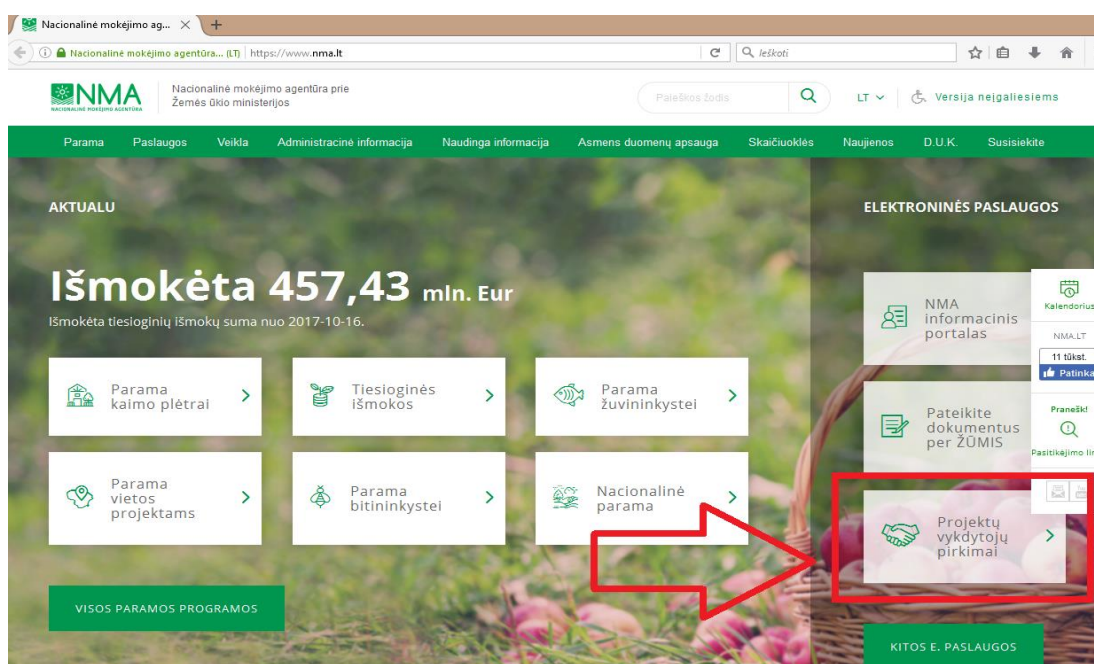 Nacionalinė mokėjimo ag...
Nacionalinė mokėjimo agentūra... (LT)
https://www.nma.lt
Ieškoti
NMA
NACIONALINĖ MOKĖJIMO AGENTŪRA
Nacionalinė mokėjimo agentūra prie
Žemės ūkio ministerijos
Paieškos žodis
LT
Versija neįgaliesiems
Parama
Paslaugos
Veikla
Administracinė informacija
Naudinga informacija
Asmens duomenų apsauga
Skaičiuoklės
Naujienos
D.U.K.
Susisiekite
AKTUALU
Išmokėta 457,43 mln. Eur
Išmokėta tiesioginių išmokų suma nuo 2017-10-16.
Parama
kaimo plėtrai
Tiesioginės
išmokos
Parama
žuvininkystei
Parama
vietos
projektams
Parama
bitininkystei
Nacionalinė
parama
VISOS PARAMOS PROGRAMOS
ELEKTRONINĖS PASLAUGOS
NMA
informacinis
portalas
Pateikite
dokumentus
per ŽŪMIS
Projektų
vykdytojų
pirkimai
KITOS E. PASLAUGOS
Kalendorius
NMA.LT
11 tūkst.
Patinka
Pranešk!
Pasitikėjimo lin